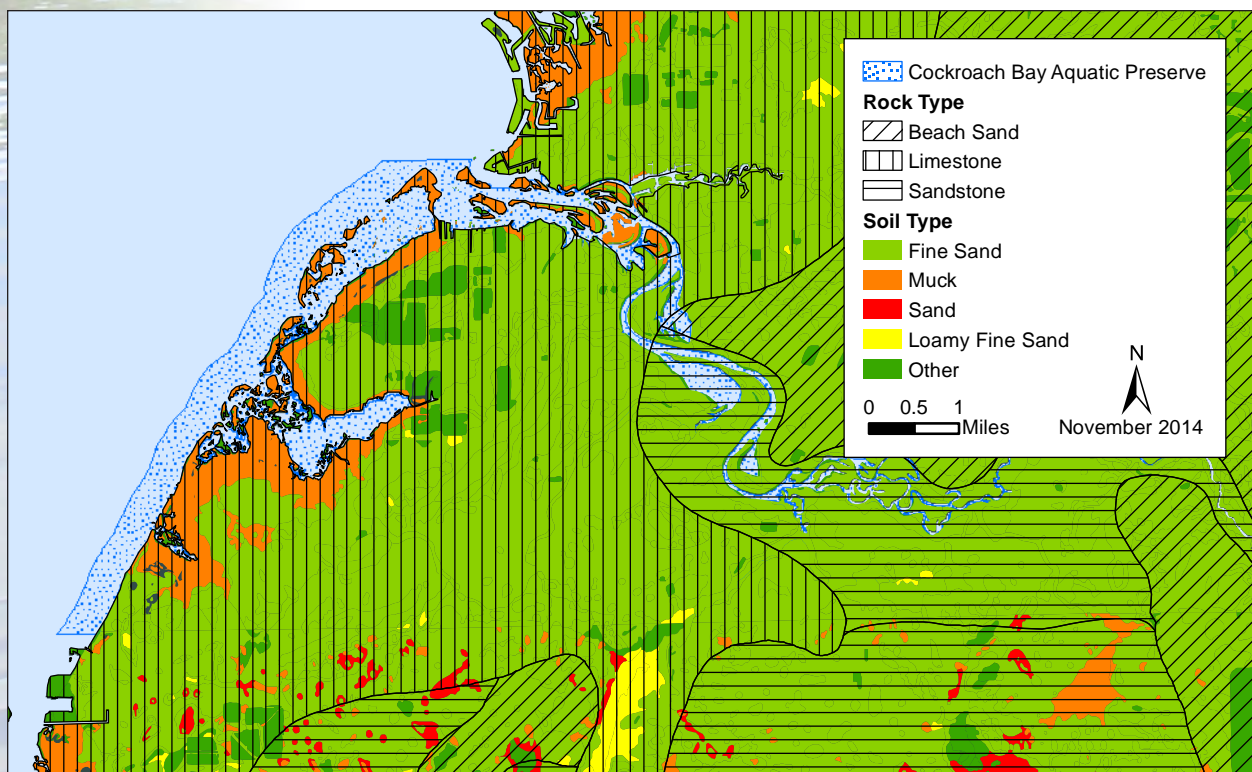 Cockroach Bay Aquatic Preserve
Rock Type
Beach Sand
Limestone
Sandstone
Soil Type
Fine Sand
Muck
Sand
Loamy Fine Sand
Other
N
0 0.5 1
Miles
November 2014